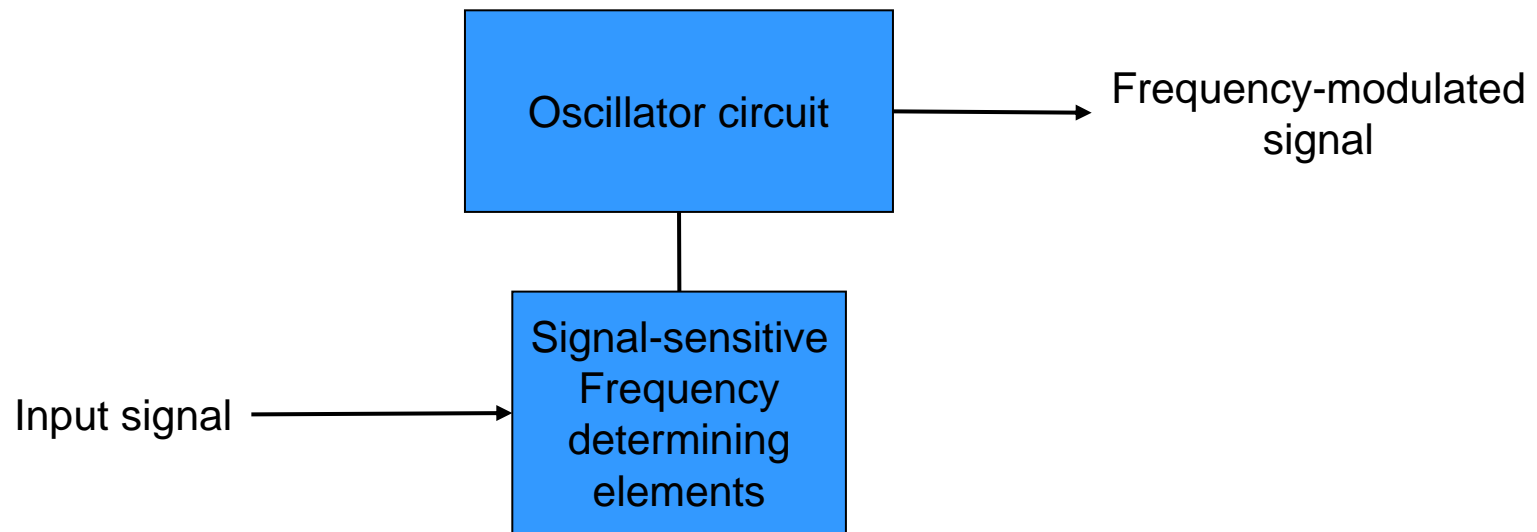 Oscillator circuit
Frequency-modulated
signal
Signal-sensitive
Frequency
determining
elements
Input signal